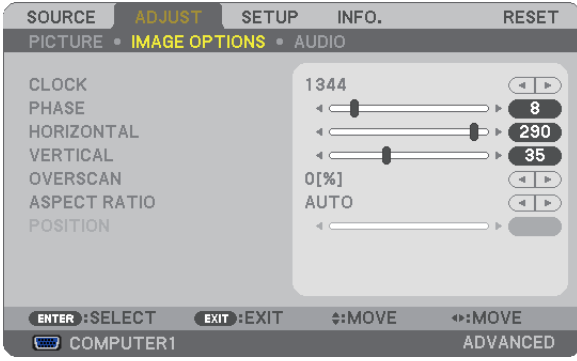 SOURCE ADJUST SETUP INFO. RESET
PICTURE • IMAGE OPTIONS • AUDIO
CLOCK 1344
PHASE 8
HORIZONTAL 290
VERTICAL 35
OVERSCAN 0[%]
ASPECT RATIO AUTO
POSITION
ENTER :SELECT EXIT :EXIT :MOVE :MOVE
COMPUTER1 ADVANCED